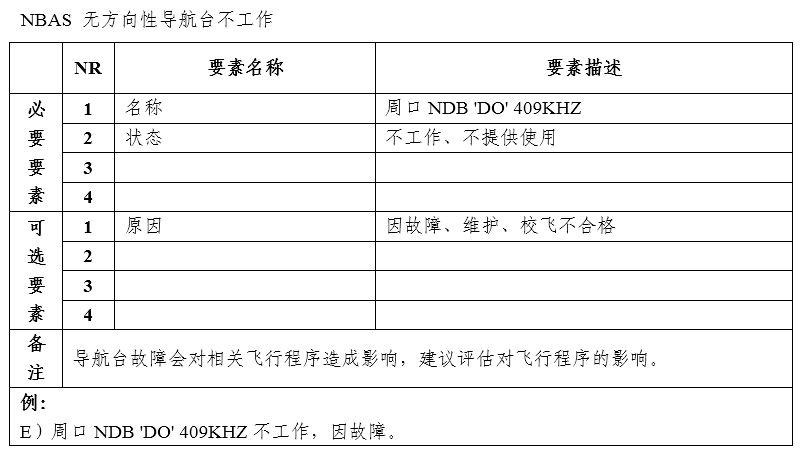 NBAS 无方向性导航台不工作
NR 要素名称 要素描述
必要要素
1 名称 周口 NDB 'DO' 409KHZ
2 状态 不工作、不提供使用
3
4
可选要素
1 原因 因故障、维护、校飞不合格
2
3
4
备注 导航台故障会对相关飞行程序造成影响，建议评估对飞行程序的影响。
例：
E）周口 NDB 'DO' 409KHZ 不工作，因故障。